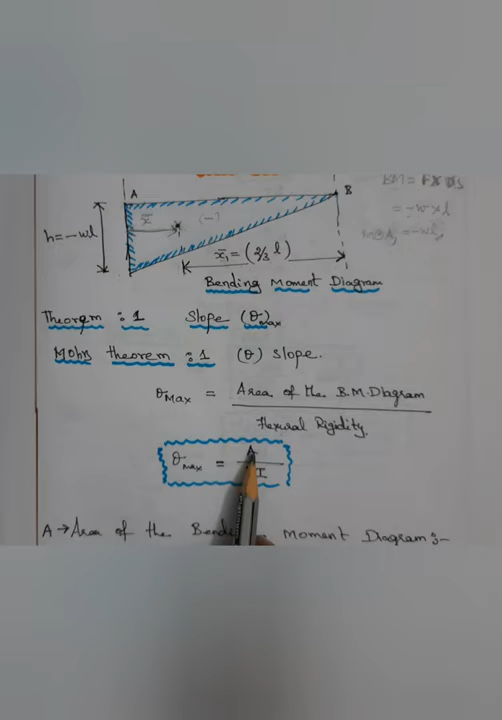 BM =
= -w x l
A B
x̄ (-)
h = -wl
x̄₁ = (2/3 l)
Bending Moment Diagram
Theorem : 1 Slope (θ)max
Mohrs theorem : 1 (θ) slope.
θMax = Area of the B.M.Diagram
Flexural Rigidity
θmax = A
I
A → Area of the Bend Moment Diagram :-